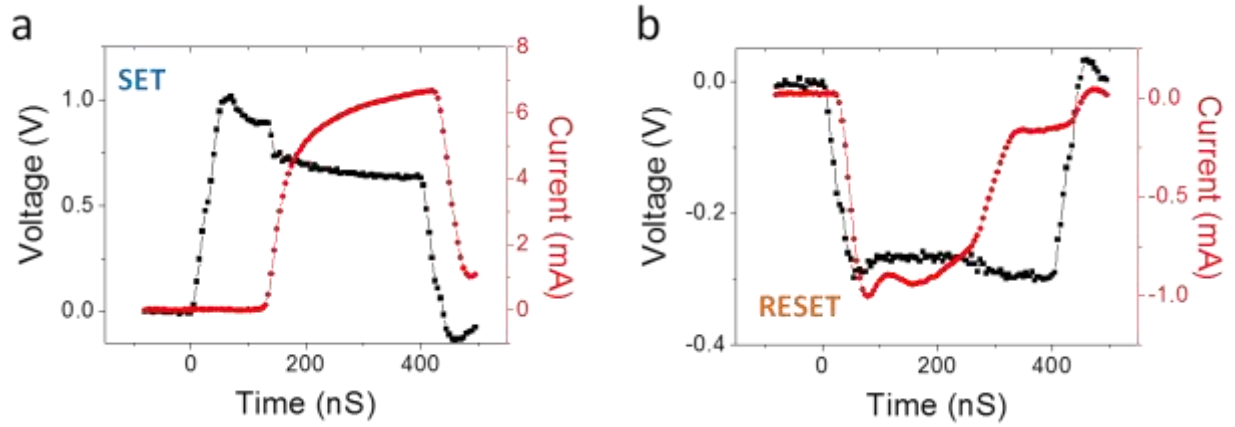 a
SET
Voltage (V)
1.0
0.5
0.0
8
6
4
2
0
Current (mA)
0 200 400
Time (nS)
b
RESET
Voltage (V)
0.0
-0.2
-0.4
0.0
-0.5
-1.0
Current (mA)
0 200 400
Time (nS)